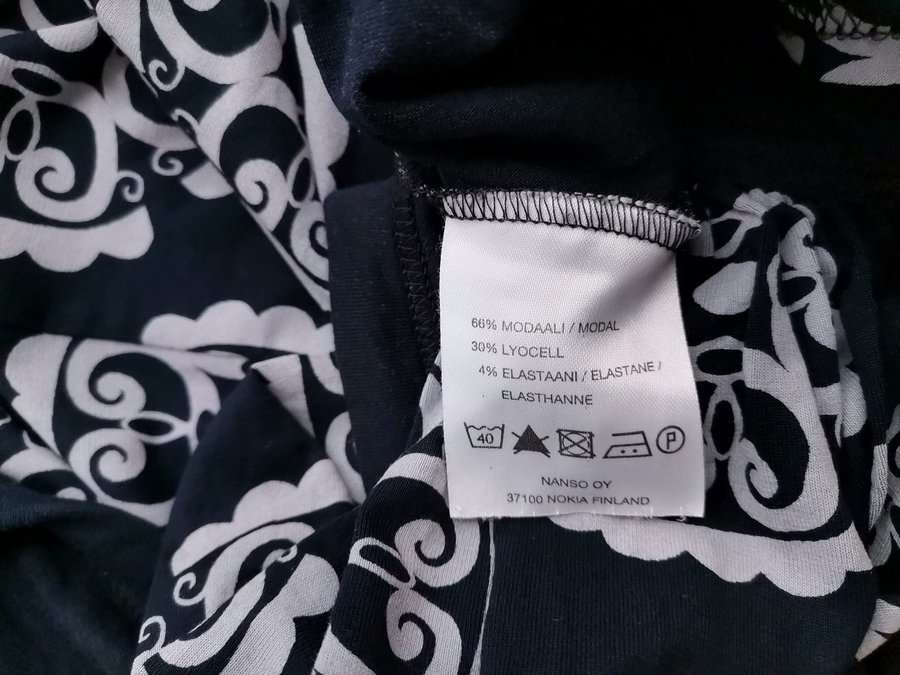 66% MODAALI / MODAL
30% LYOCELL
4% ELASTAANI / ELASTANE /
ELASTHANNE
40 P
NANSO OY
37100 NOKIA FINLAND